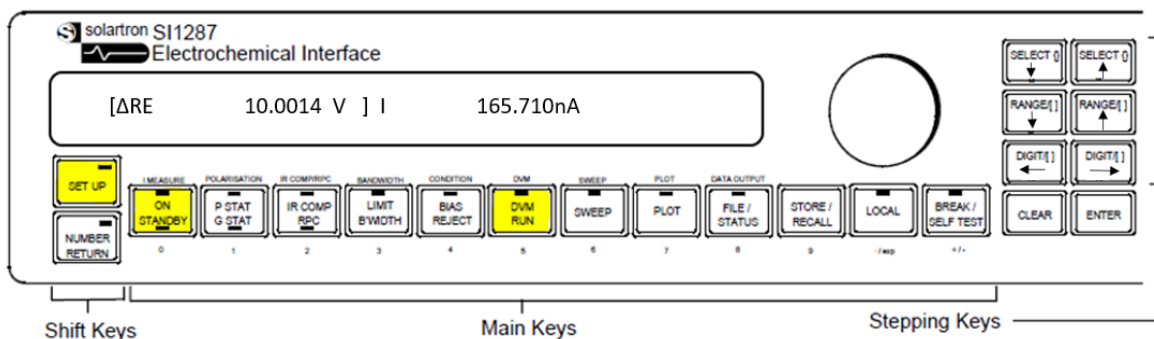 S solartron SI1287
Electrochemical Interface
[ΔRE 10.0014 V ] I 165.710nA
SELECT {} SELECT {}
RANGE/[ ] RANGE/[ ]
DIGIT/[ ] DIGIT/[ ]
CLEAR ENTER
SET UP
NUMBER RETURN
I MEASURE POLARISATION IR COMP/RPC BANDWIDTH CONDITION DVM SWEEP PLOT DATA OUTPUT
ON P STAT IR COMP LIMIT BIAS DVM SWEEP PLOT FILE / STORE / LOCAL BREAK /
STANDBY G STAT RPC B'WIDTH REJECT RUN STATUS RECALL SELF TEST
0 1 2 3 4 5 6 7 8 9 ·/exp +/-
Shift Keys
Main Keys
Stepping Keys